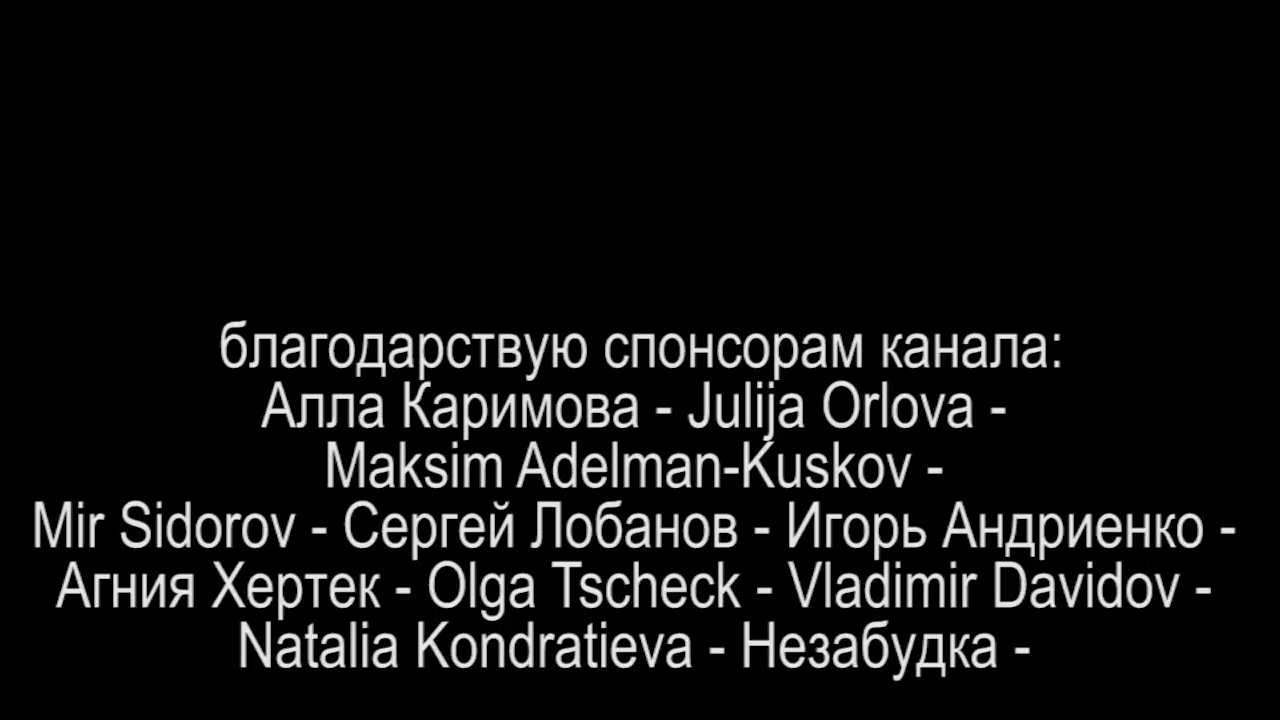 благодарствую спонсорам канала:
Алла Каримова - Julija Orlova -
Maksim Adelman-Kuskov -
Mir Sidorov - Сергей Лобанов - Игорь Андриенко -
Агния Хертек - Olga Tscheck - Vladimir Davidov -
Natalia Kondratieva - Незабудка -